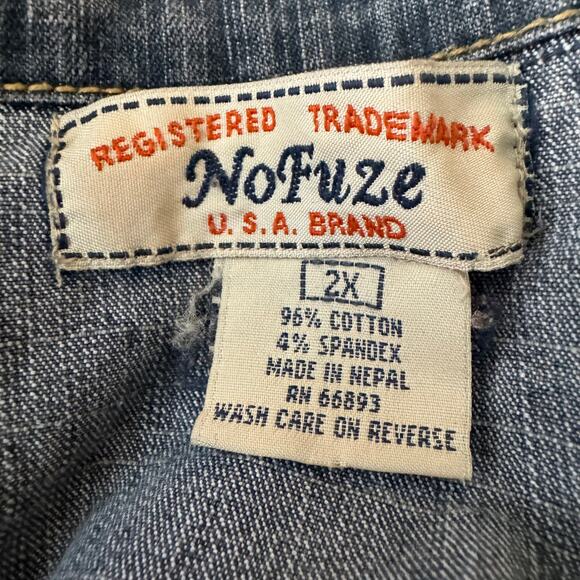 REGISTERED TRADEMARK
NoFuze
U.S.A. BRAND
2X
96% COTTON
4% SPANDEX
MADE IN NEPAL
RN 66893
WASH CARE ON REVERSE